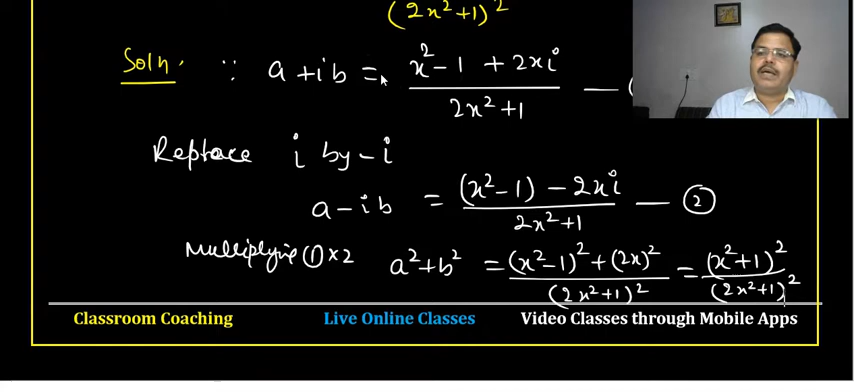 (2x²+1)²
Soln. ∵ a+ib = (x²-1+2xi)/(2x²+1) —
Replace i by -i
a-ib = ((x²-1)-2xi)/(2x²+1) — ②
Multiplying ①×2 a²+b² = ((x²-1)²+(2x)²)/(2x²+1)² = (x²+1)²/(2x²+1)²
Classroom Coaching Live Online Classes Video Classes through Mobile Apps